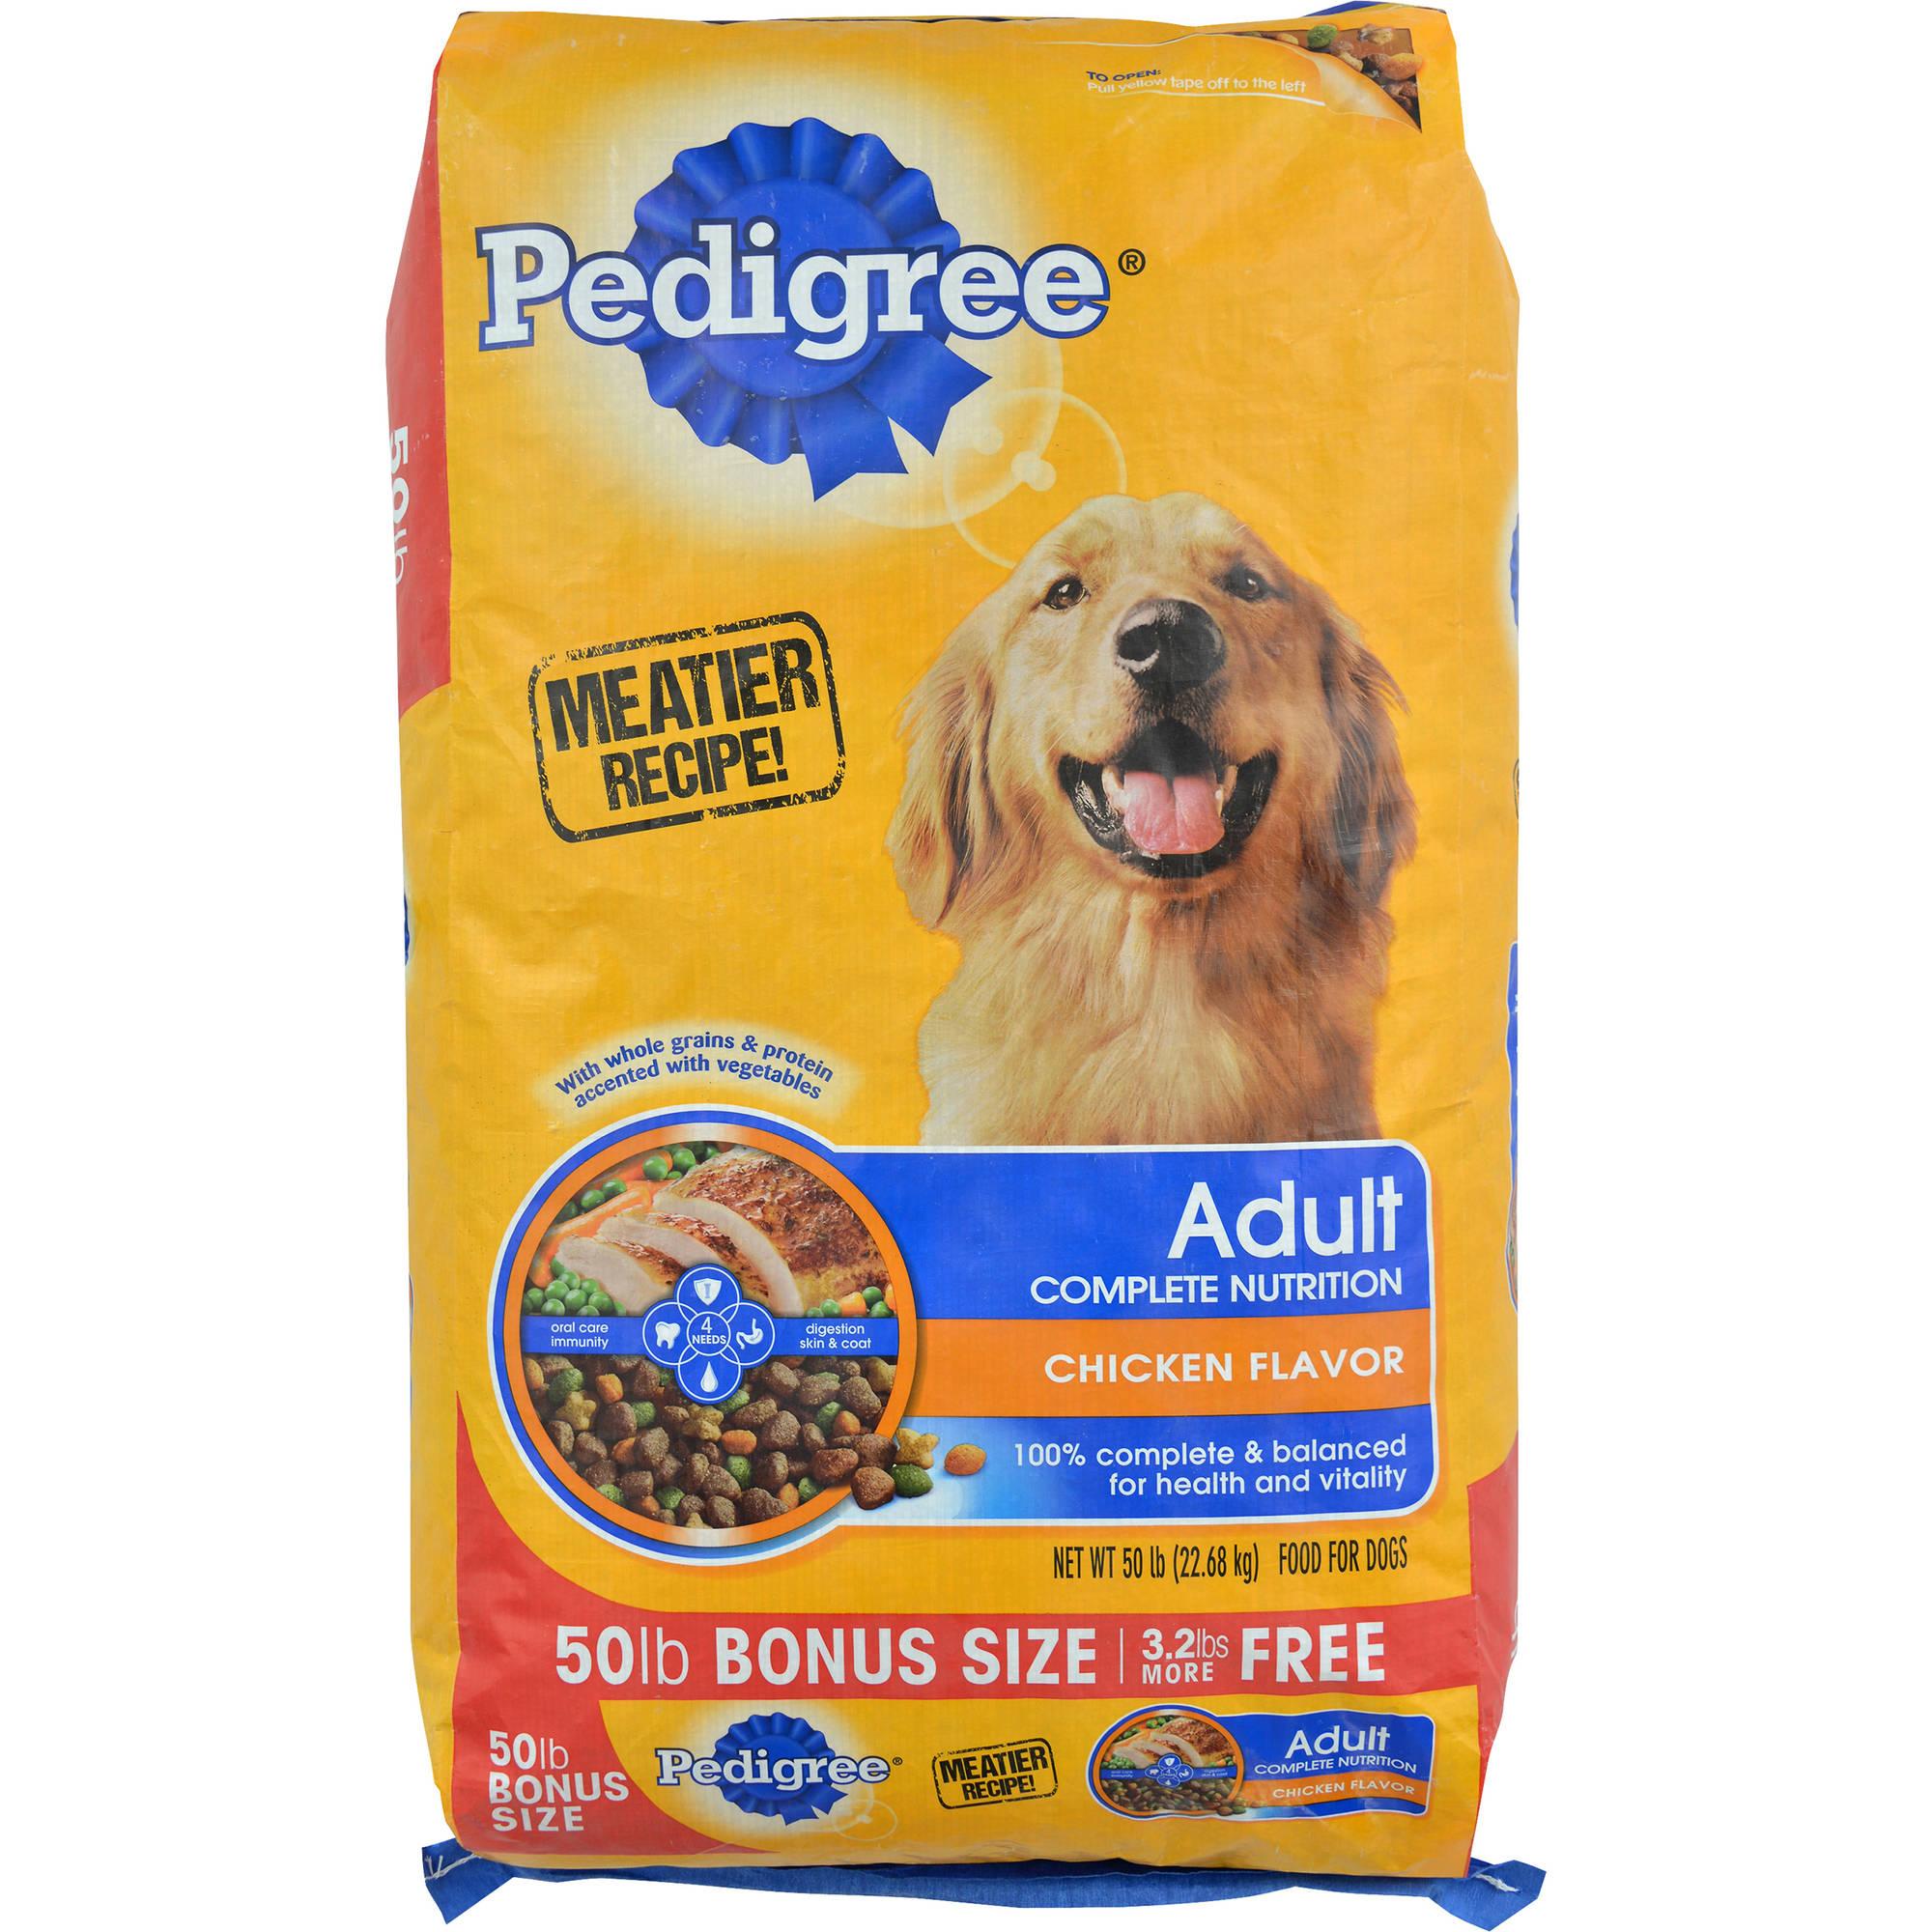 TO OPEN:
Pull yellow tape off to the left
Pedigree®
50lb
MEATIER
RECIPE!
With whole grains & protein
accented with vegetables
Adult
COMPLETE NUTRITION
CHICKEN FLAVOR
100% complete & balanced
for health and vitality
oral care
immunity
4
NEEDS
digestion
skin & coat
NET WT 50 lb (22.68 kg) FOOD FOR DOGS
50lb BONUS SIZE | 3.2lbs MORE FREE
50lb
BONUS
SIZE
Pedigree®
MEATIER
RECIPE!
Adult
COMPLETE NUTRITION
CHICKEN FLAVOR